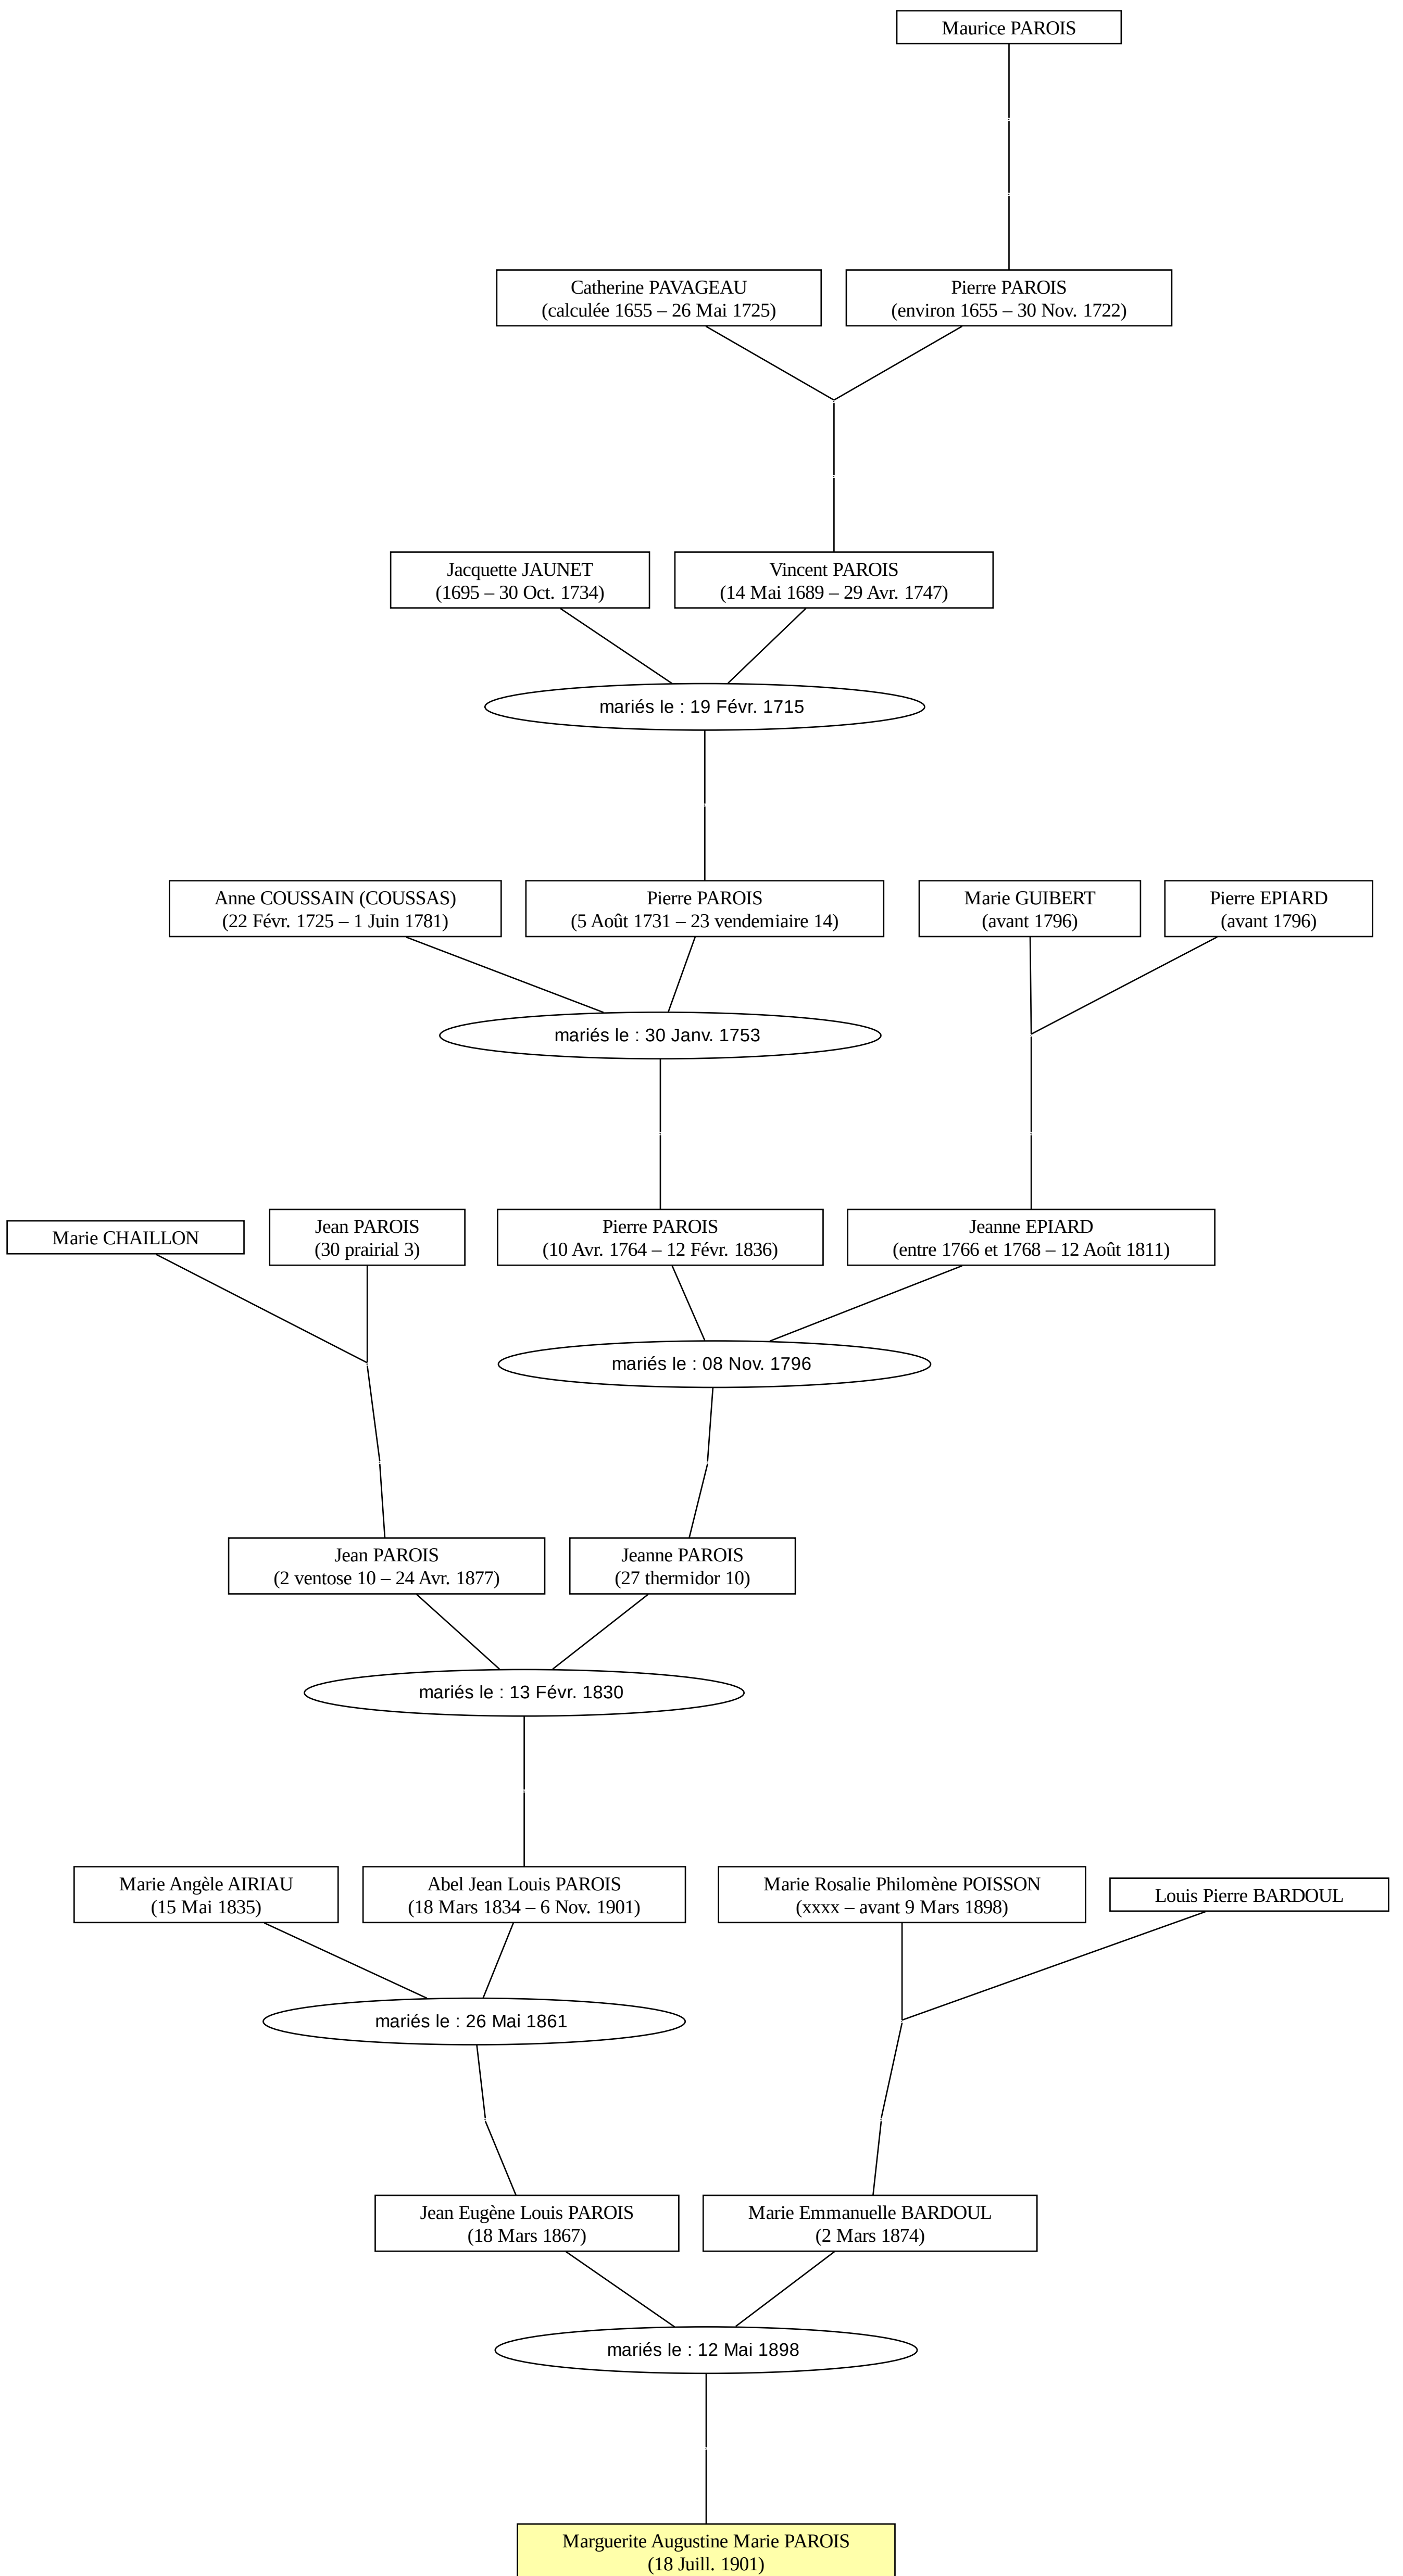 Maurice PAROIS
Catherine PAVAGEAU
(calculée 1655 – 26 Mai 1725)
Pierre PAROIS
(environ 1655 – 30 Nov. 1722)
Jacquette JAUNET
(1695 – 30 Oct. 1734)
Vincent PAROIS
(14 Mai 1689 – 29 Avr. 1747)
mariés le : 19 Févr. 1715
Anne COUSSAIN (COUSSAS)
(22 Févr. 1725 – 1 Juin 1781)
Pierre PAROIS
(5 Août 1731 – 23 vendemiaire 14)
Marie GUIBERT
(avant 1796)
Pierre EPIARD
(avant 1796)
mariés le : 30 Janv. 1753
Marie CHAILLON
Jean PAROIS
(30 prairial 3)
Pierre PAROIS
(10 Avr. 1764 – 12 Févr. 1836)
Jeanne EPIARD
(entre 1766 et 1768 – 12 Août 1811)
mariés le : 08 Nov. 1796
Jean PAROIS
(2 ventose 10 – 24 Avr. 1877)
Jeanne PAROIS
(27 thermidor 10)
mariés le : 13 Févr. 1830
Marie Angèle AIRIAU
(15 Mai 1835)
Abel Jean Louis PAROIS
(18 Mars 1834 – 6 Nov. 1901)
Marie Rosalie Philomène POISSON
(xxxx – avant 9 Mars 1898)
Louis Pierre BARDOUL
mariés le : 26 Mai 1861
Jean Eugène Louis PAROIS
(18 Mars 1867)
Marie Emmanuelle BARDOUL
(2 Mars 1874)
mariés le : 12 Mai 1898
Marguerite Augustine Marie PAROIS
(18 Juill. 1901)